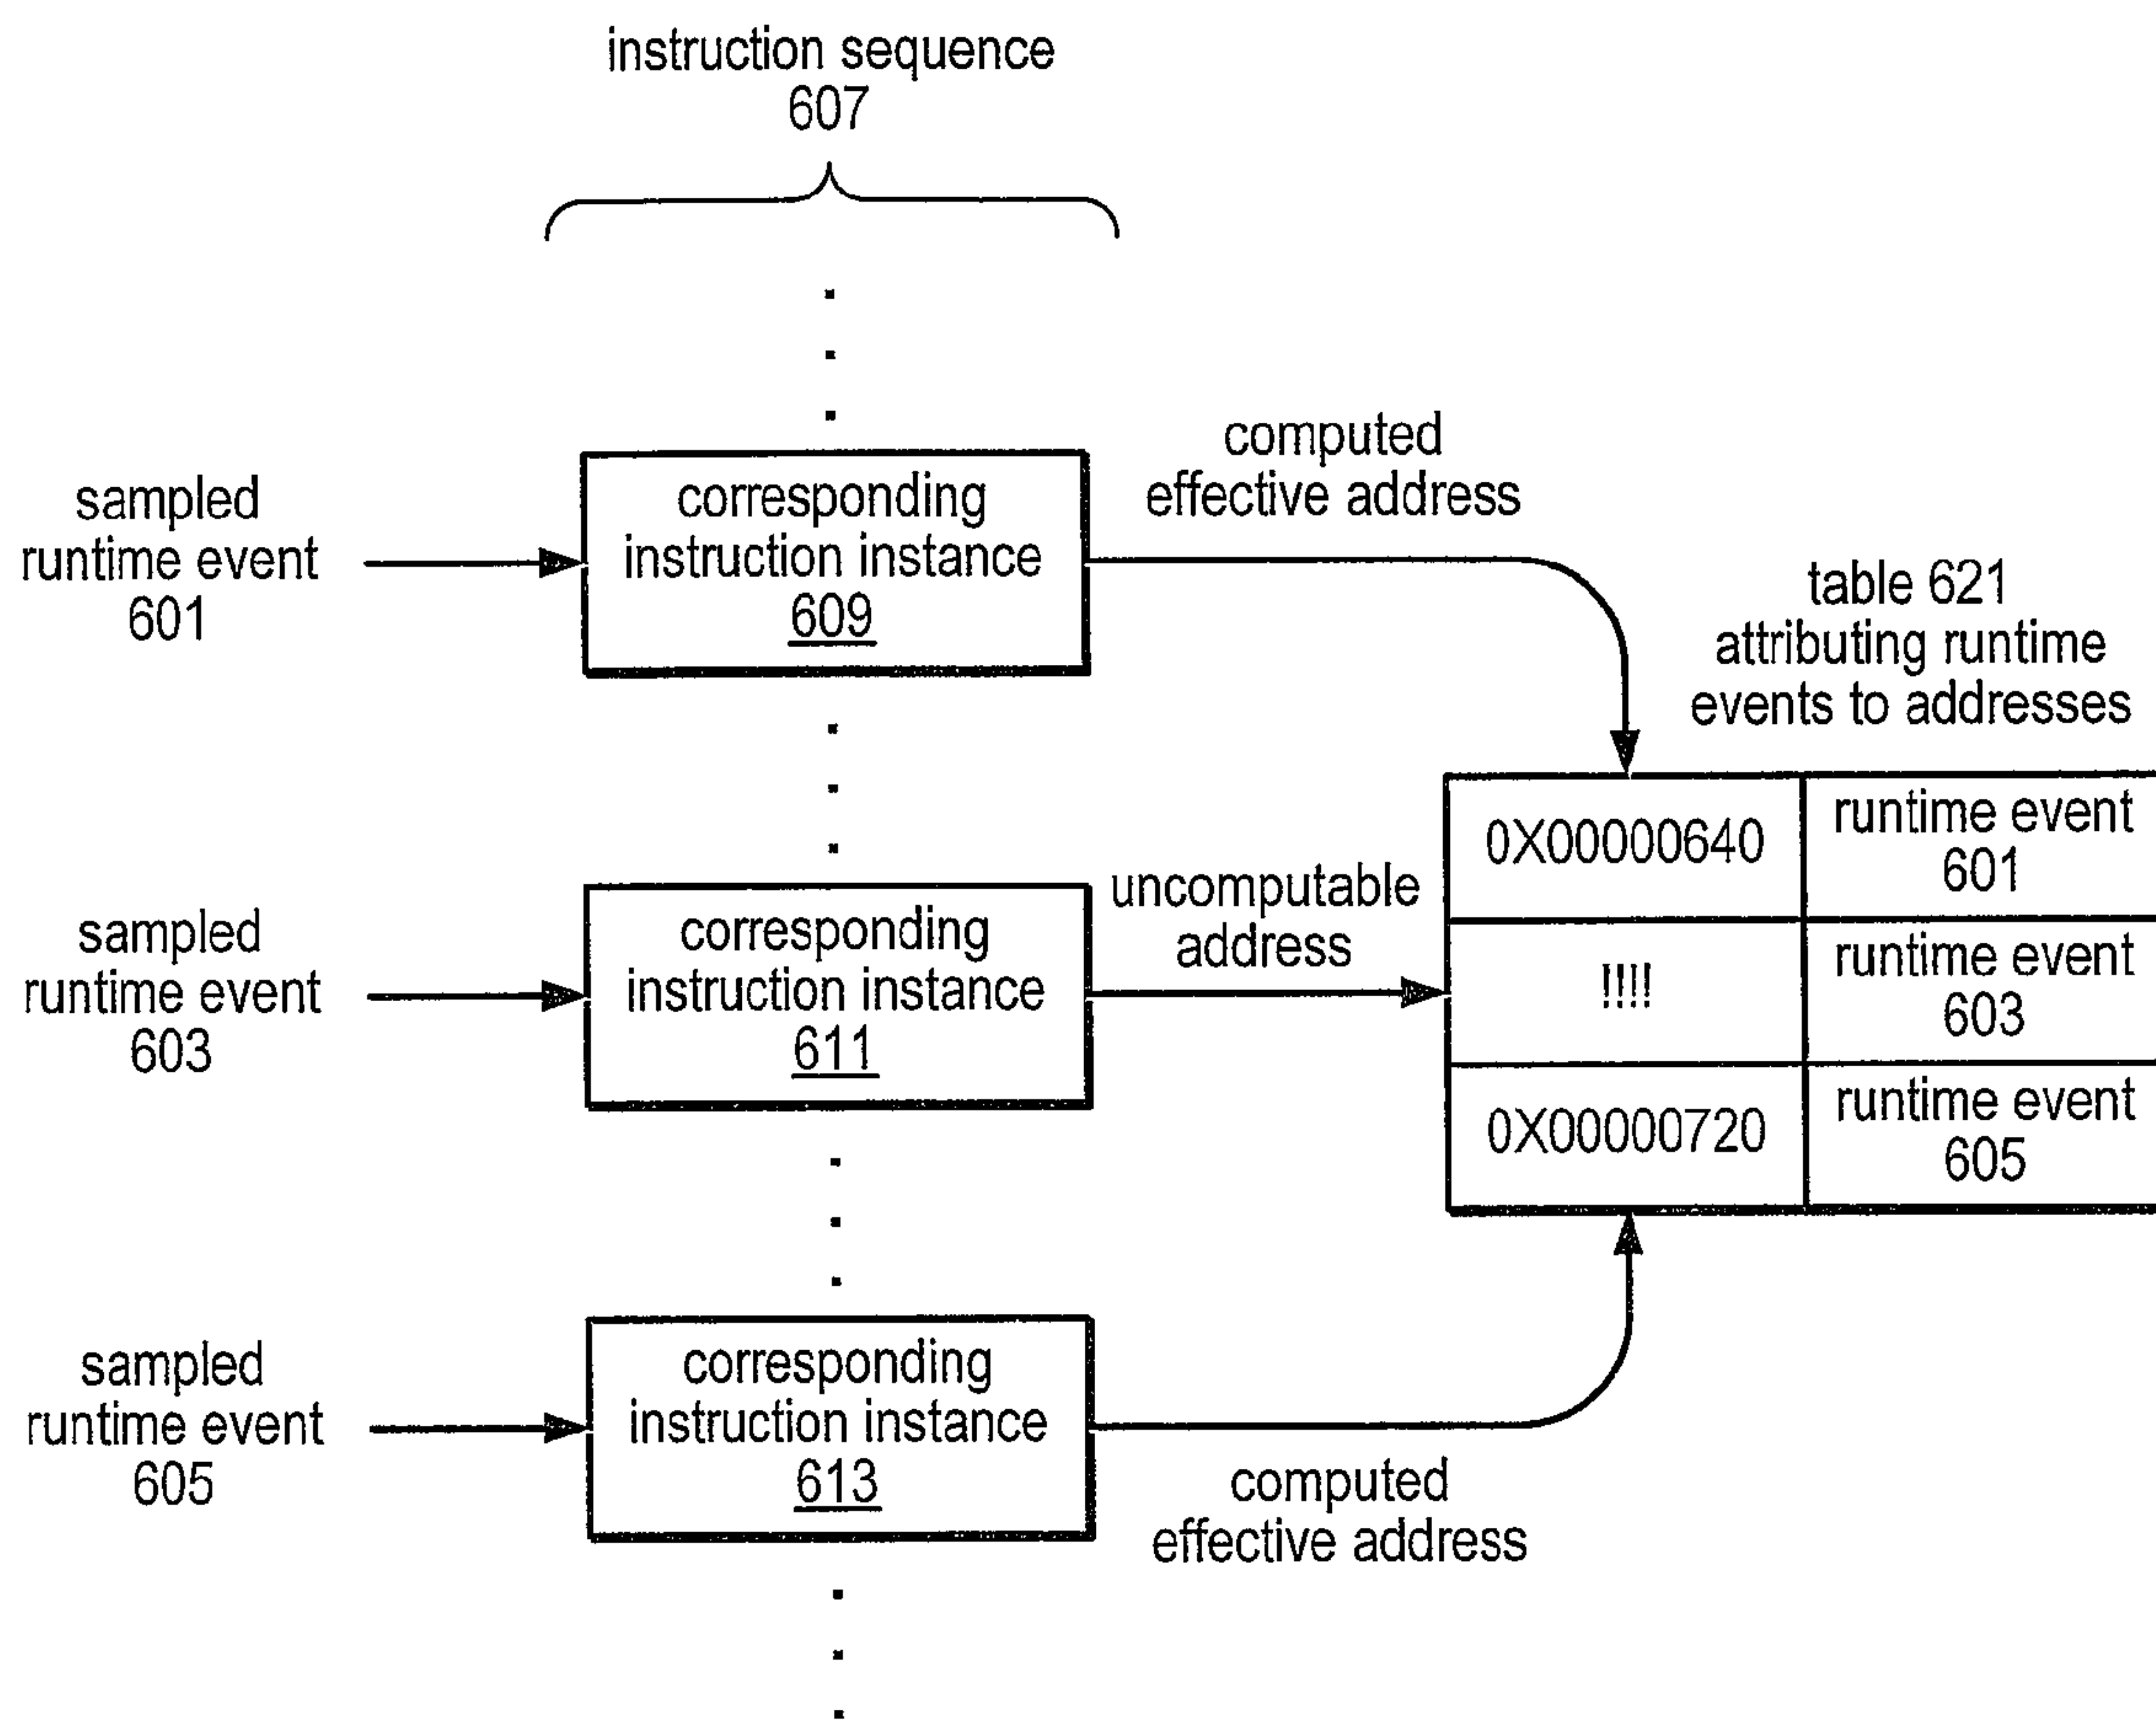 instruction sequence
607
sampled
runtime event
601
corresponding
instruction instance
609
computed
effective address
table 621
attributing runtime
events to addresses
0X00000640
runtime event
601
sampled
runtime event
603
corresponding
instruction instance
611
uncomputable
address
!!!!
runtime event
603
0X00000720
runtime event
605
sampled
runtime event
605
corresponding
instruction instance
613
computed
effective address